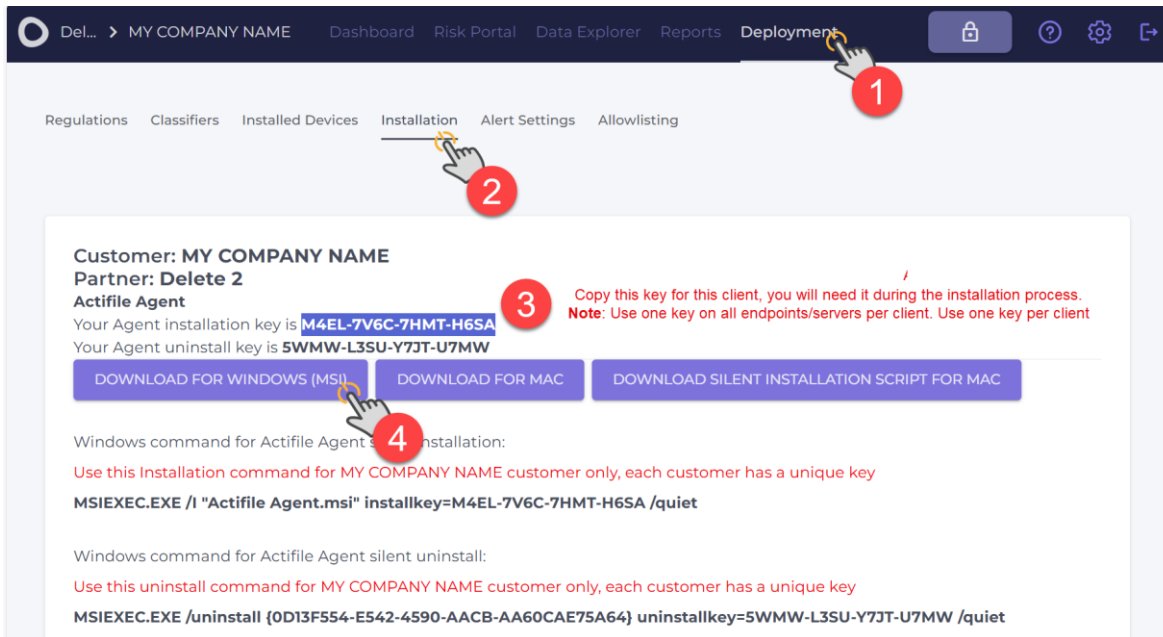 Del... > MY COMPANY NAME Dashboard Risk Portal Data Explorer Reports Deployment
1
Regulations Classifiers Installed Devices Installation Alert Settings Allowlisting
2
Customer: MY COMPANY NAME
Partner: Delete 2
Actifile Agent
3
Copy this key for this client, you will need it during the installation process.
Note: Use one key on all endpoints/servers per client. Use one key per client
Your Agent installation key is M4EL-7V6C-7HMT-H6SA
Your Agent uninstall key is 5WMW-L3SU-Y7JT-U7MW
DOWNLOAD FOR WINDOWS (MSI) DOWNLOAD FOR MAC DOWNLOAD SILENT INSTALLATION SCRIPT FOR MAC
4
Windows command for Actifile Agent nstallation:
Use this Installation command for MY COMPANY NAME customer only, each customer has a unique key
MSIEXEC.EXE /I "Actifile Agent.msi" installkey=M4EL-7V6C-7HMT-H6SA /quiet
Windows command for Actifile Agent silent uninstall:
Use this uninstall command for MY COMPANY NAME customer only, each customer has a unique key
MSIEXEC.EXE /uninstall {0D13F554-E542-4590-AACB-AA60CAE75A64} uninstallkey=5WMW-L3SU-Y7JT-U7MW /quiet